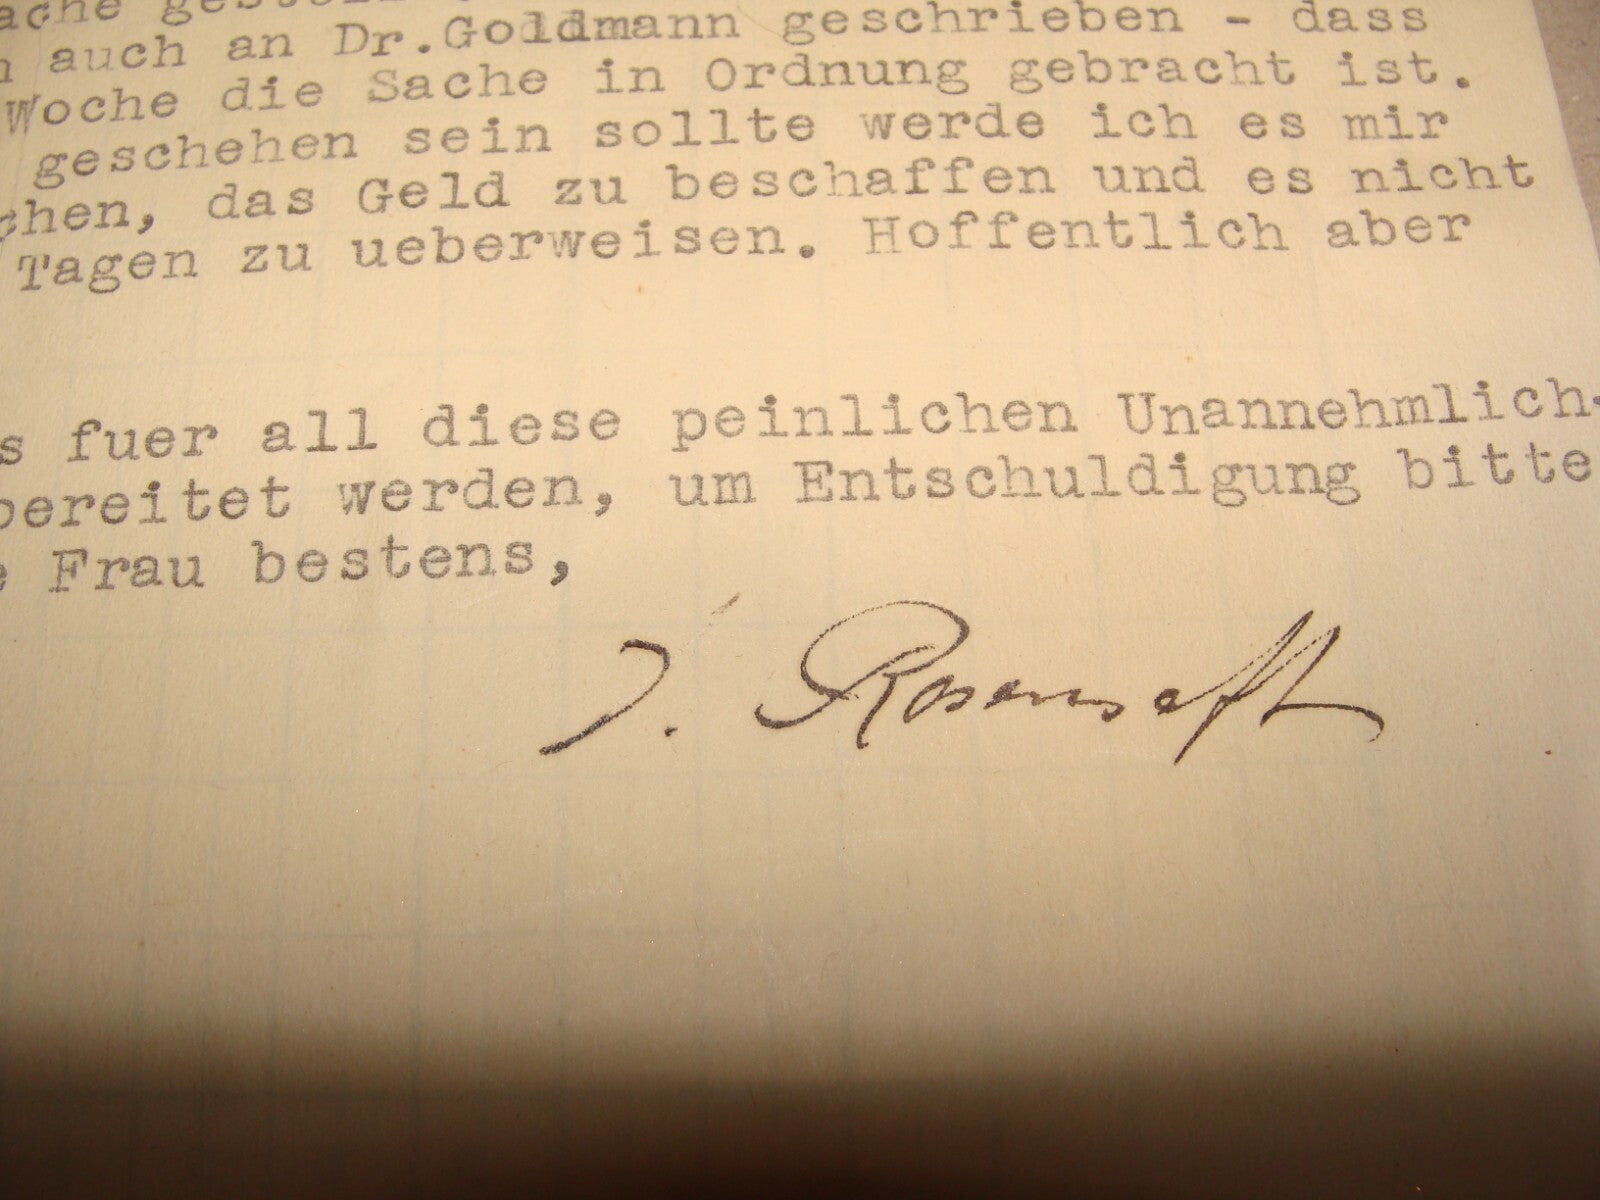 ache gestell
auch an Dr.Goldmann geschrieben - dass
Woche die Sache in Ordnung gebracht ist.
geschehen sein sollte werde ich es mir
chen, das Geld zu beschaffen und es nicht
Tagen zu ueberweisen. Hoffentlich aber
s fuer all diese peinlichen Unannehmlich-
bereitet werden, um Entschuldigung bitte
e Frau bestens,
J. Rosensaft